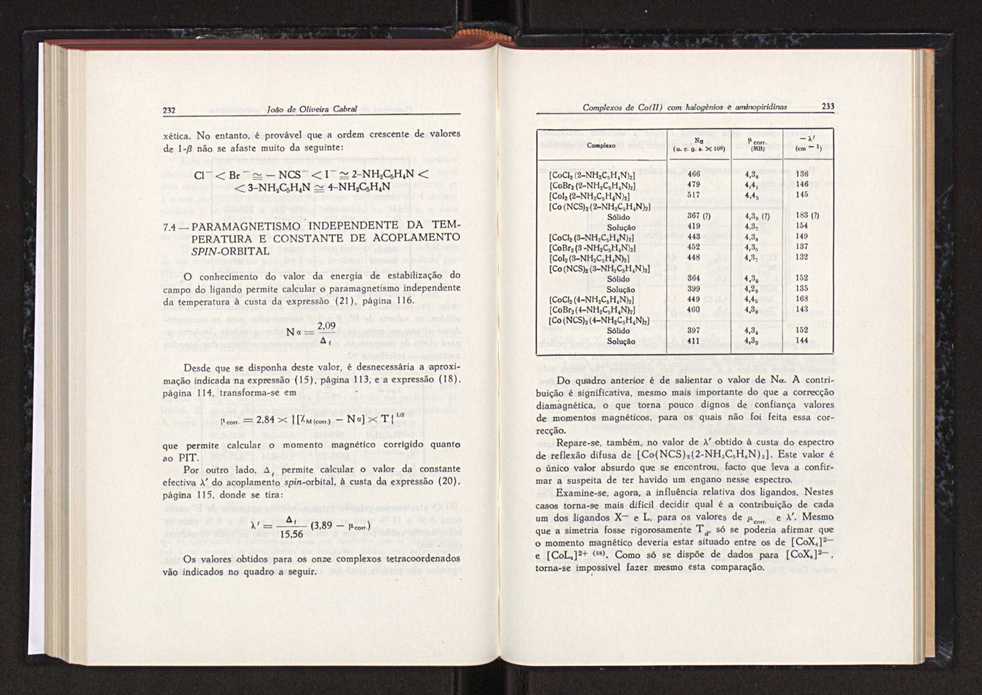 232 João de Oliveira Cabral
xética. No entanto, é provável que a ordem crescente de valores
de 1-β não se afaste muito da seguinte:
Cl⁻ < Br⁻ ≅ — NCS⁻ < I⁻ ≅ 2-NH₂C₅H₄N <
< 3-NH₂C₅H₄N ≅ 4-NH₂C₅H₄N
7.4 — PARAMAGNETISMO INDEPENDENTE DA TEM-
PERATURA E CONSTANTE DE ACOPLAMENTO
SPIN-ORBITAL
O conhecimento do valor da energia de estabilização do
campo do ligando permite calcular o paramagnetismo independente
da temperatura à custa da expressão (21), página 116.
Nα = 2,09 / Δt
Desde que se disponha deste valor, é desnecessária a aproxi-
mação indicada na expressão (15), página 113, e a expressão (18),
página 114, transforma-se em
μcorr. = 2,84 × {[χM(corr.) — Nα] × T}1/2
que permite calcular o momento magnético corrigido quanto
ao PIT.
Por outro lado, Δt permite calcular o valor da constante
efectiva λ′ do acoplamento spin-orbital, à custa da expressão (20),
página 115, donde se tira:
λ′ = Δt / 15,56 (3,89 — μcorr.)
Os valores obtidos para os onze complexos tetracoordenados
vão indicados no quadro a seguir.
Complexos de Co(II) com halogénios e aminopiridinas 233
Complexo Nα (u. c. g. s. × 10⁶) μcorr. (MB) — λ′ (cm⁻¹)
[CoCl₂(2-NH₂C₅H₄N)₂] 466 136
[CoBr₂(2-NH₂C₅H₄N)₂] 479 146
[CoI₂(2-NH₂C₅H₄N)₂] 517 145
[Co(NCS)₂(2-NH₂C₅H₄N)₂]
Sólido 367 (?) (?) 183 (?)
Solução 419 154
[CoCl₂(3-NH₂C₅H₄N)₂] 443 149
[CoBr₂(3-NH₂C₅H₄N)₂] 452 137
[CoI₂(3-NH₂C₅H₄N)₂] 448 132
[Co(NCS)₂(3-NH₂C₅H₄N)₂]
Sólido 364 152
Solução 399 135
[CoCl₂(4-NH₂C₅H₄N)₂] 449 168
[CoBr₂(4-NH₂C₅H₄N)₂] 460 143
[Co(NCS)₂(4-NH₂C₅H₄N)₂]
Sólido 397 152
Solução 411 144
Do quadro anterior é de salientar o valor de Nα. A contri-
buição é significativa, mesmo mais importante do que a correcção
diamagnética, o que torna pouco dignos de confiança valores
de momentos magnéticos, para os quais não foi feita essa cor-
recção.
Repare-se, também, no valor de λ′ obtido à custa do espectro
de reflexão difusa de [Co(NCS)₂(2-NH₂C₅H₄N)₂]. Este valor é
o único valor absurdo que se encontrou, facto que leva a confir-
mar a suspeita de ter havido um engano nesse espectro.
Examine-se, agora, a influência relativa dos ligandos. Nestes
casos torna-se mais difícil decidir qual é a contribuição de cada
um dos ligandos X⁻ e L, para os valores de μcorr. e λ′. Mesmo
que a simetria fosse rigorosamente Td, só se poderia afirmar que
o momento magnético deveria estar situado entre os de [CoX₄]²⁻
e [CoL₄]²⁺ (18). Como só se dispõe de dados para [CoX₄]²⁻,
torna-se impossível fazer mesmo esta comparação.